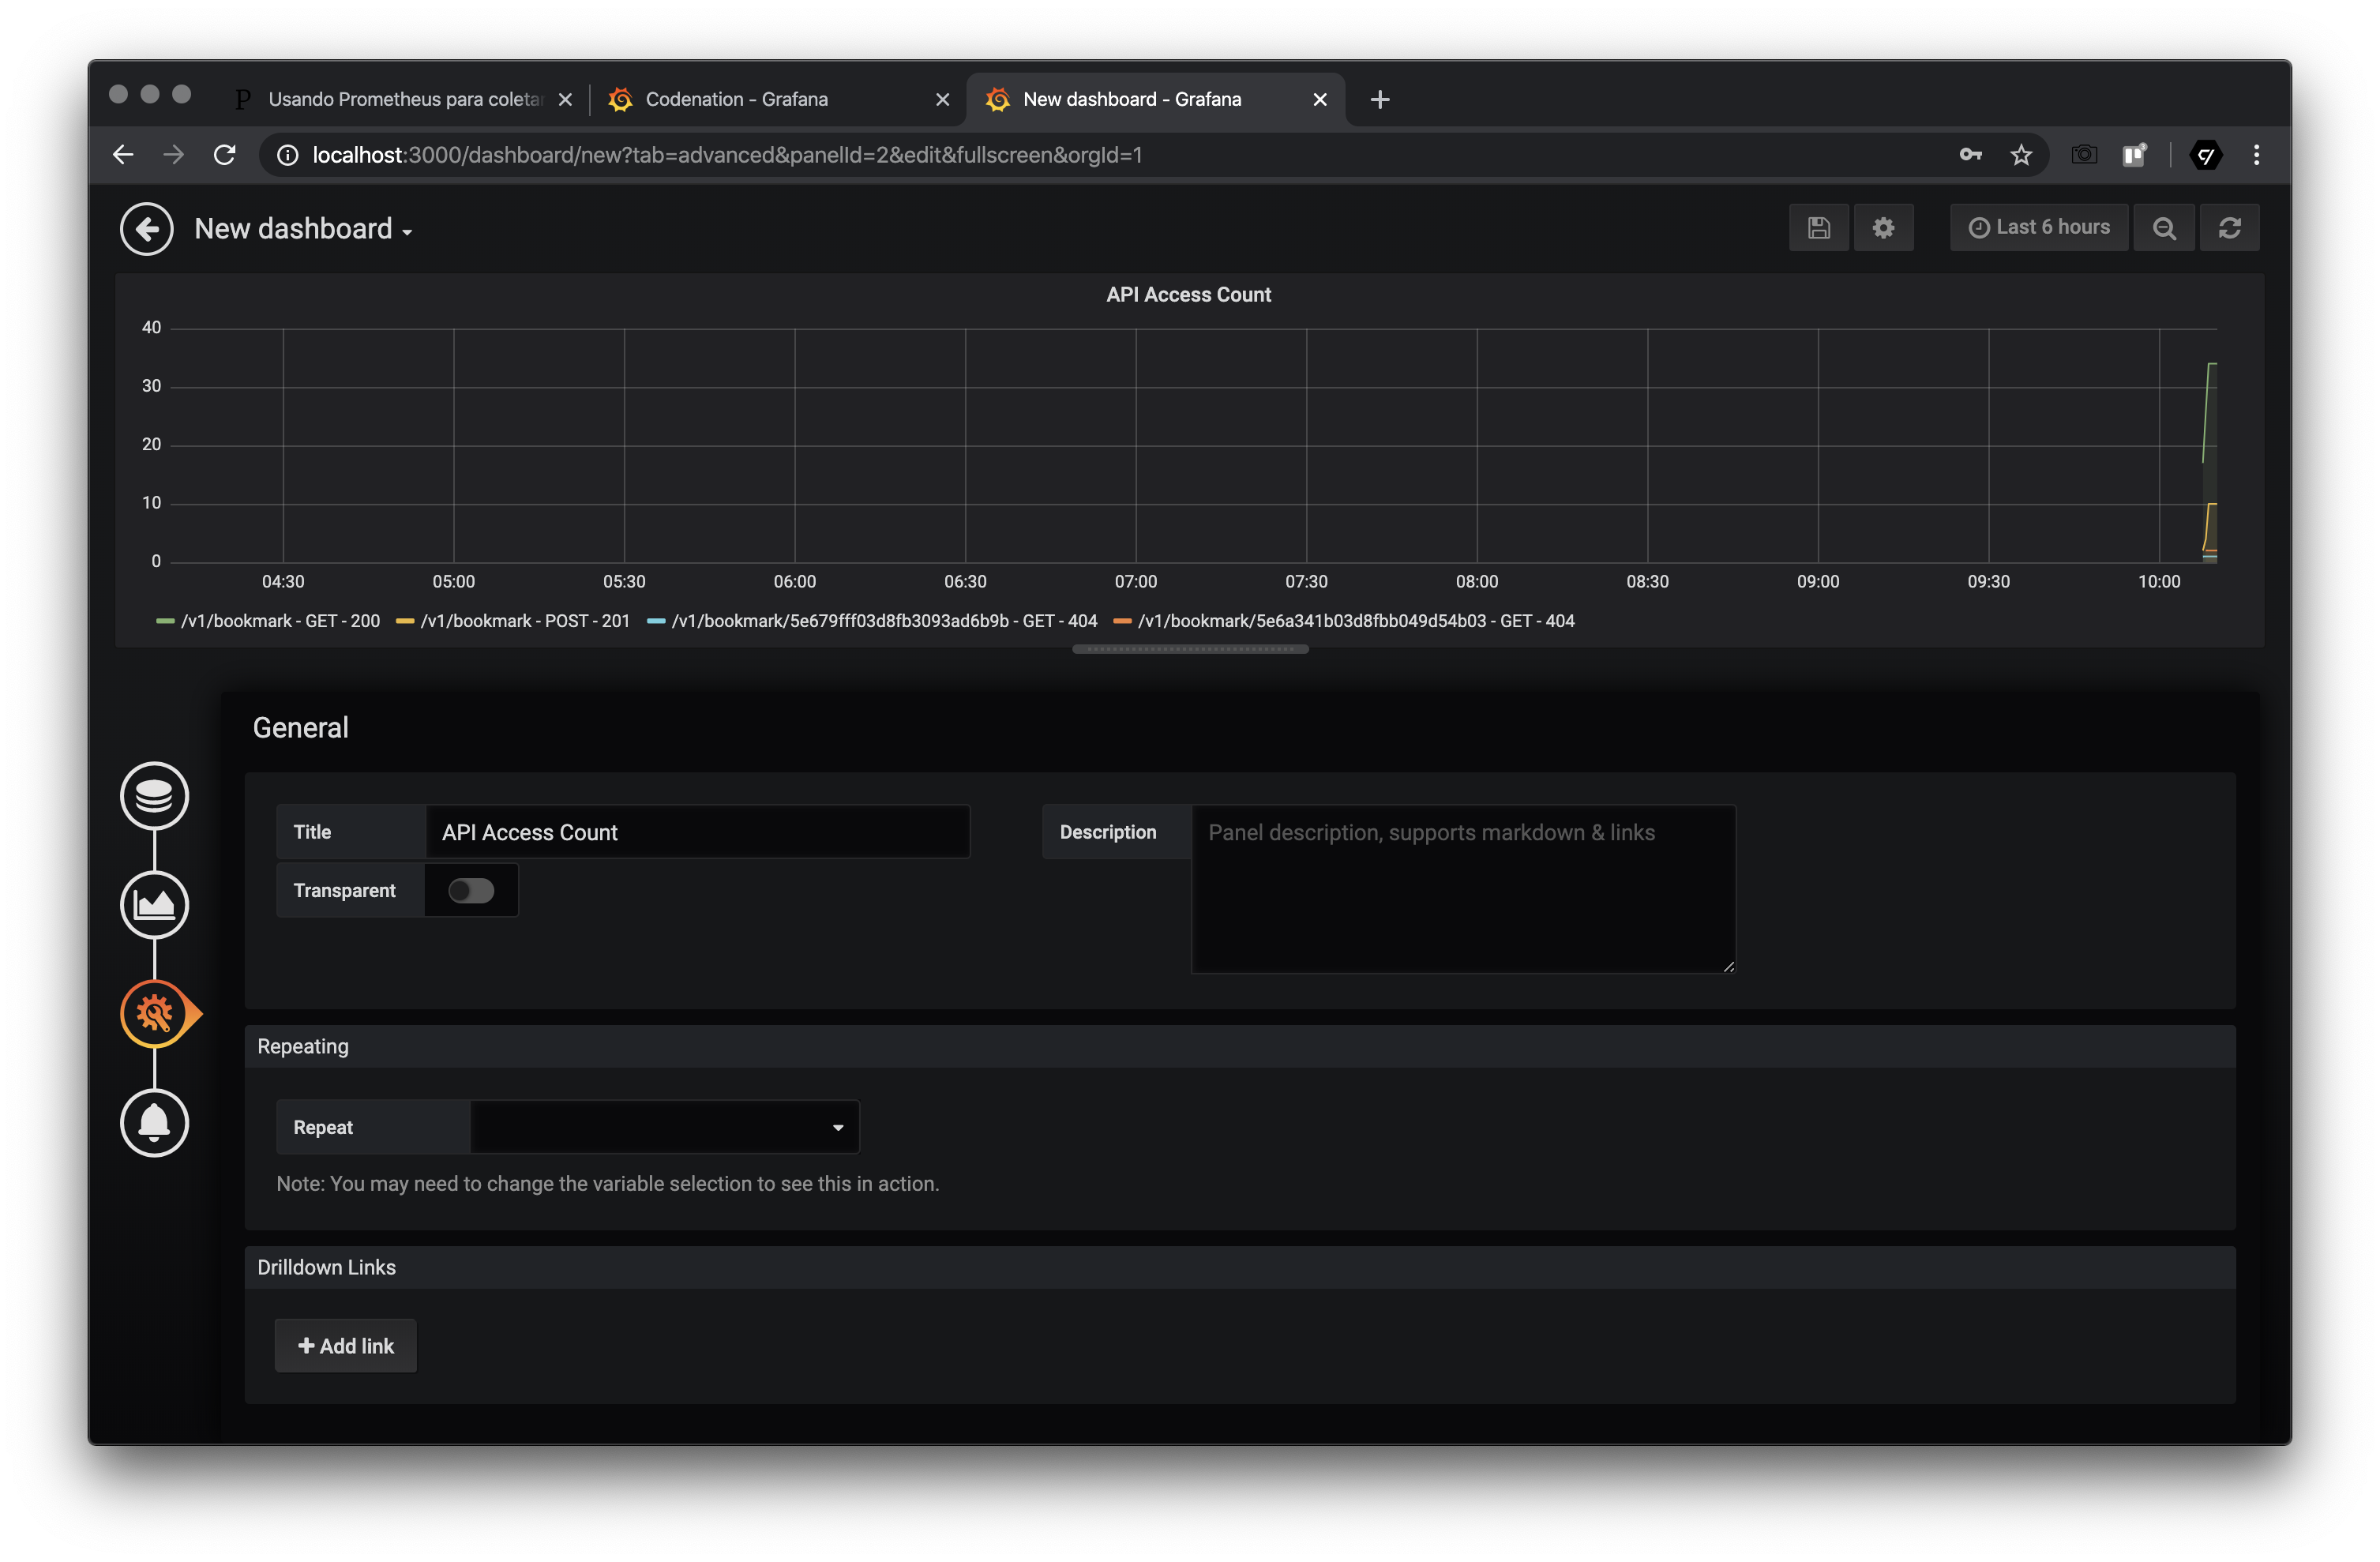 P Usando Prometheus para coletar Codenation - Grafana New dashboard - Grafana
localhost:3000/dashboard/new?tab=advanced&panelId=2&edit&fullscreen&orgId=1
New dashboard Last 6 hours
API Access Count
40
30
20
10
0
04:30 05:00 05:30 06:00 06:30 07:00 07:30 08:00 08:30 09:00 09:30 10:00
/v1/bookmark - GET - 200 /v1/bookmark - POST - 201 /v1/bookmark/5e679fff03d8fb3093ad6b9b - GET - 404 /v1/bookmark/5e6a341b03d8fbb049d54b03 - GET - 404
General
Title API Access Count Description Panel description, supports markdown & links
Transparent
Repeating
Repeat
Note: You may need to change the variable selection to see this in action.
Drilldown Links
Add link